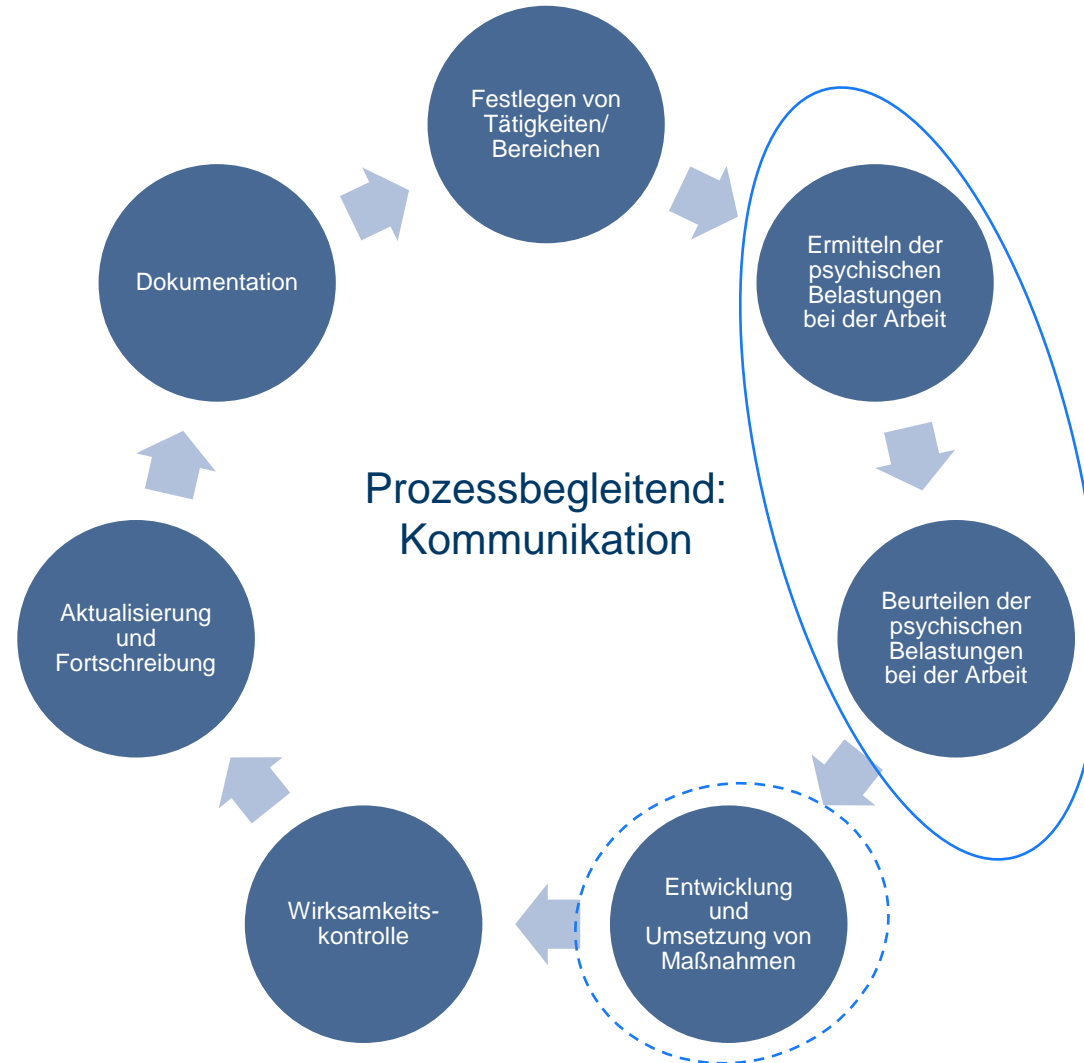 Festlegen von
Tätigkeiten/
Bereichen
Ermitteln der
psychischen
Belastungen
bei der Arbeit
Beurteilen der
psychischen
Belastungen
bei der Arbeit
Entwicklung
und
Umsetzung von
Maßnahmen
Wirksamkeits-
kontrolle
Aktualisierung
und
Fortschreibung
Dokumentation
Prozessbegleitend:
Kommunikation